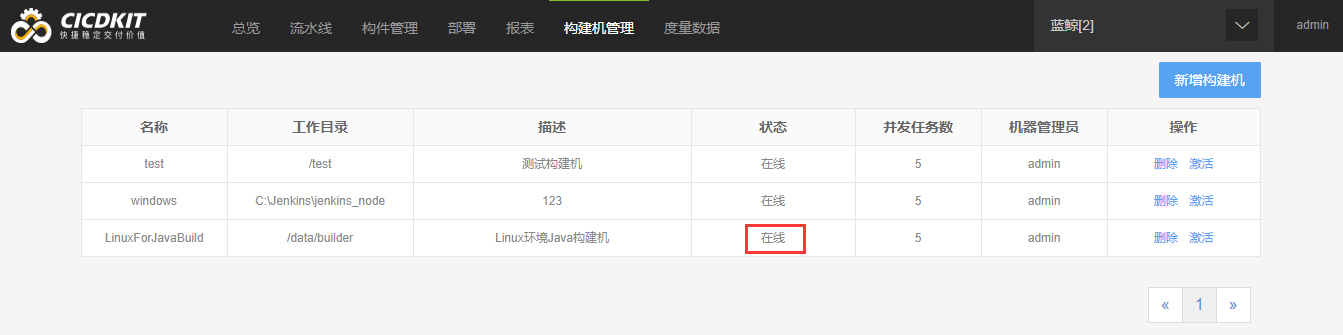 CICDKIT
快捷稳定交付价值
总览 流水线 构件管理 部署 报表 构建机管理 度量数据 蓝鲸[2] admin
新增构建机
名称 工作目录 描述 状态 并发任务数 机器管理员 操作
test /test 测试构建机 在线 5 admin 删除 激活
windows C:\Jenkins\jenkins_node 123 在线 5 admin 删除 激活
LinuxForJavaBuild /data/builder Linux环境Java构建机 在线 5 admin 删除 激活
« 1 »